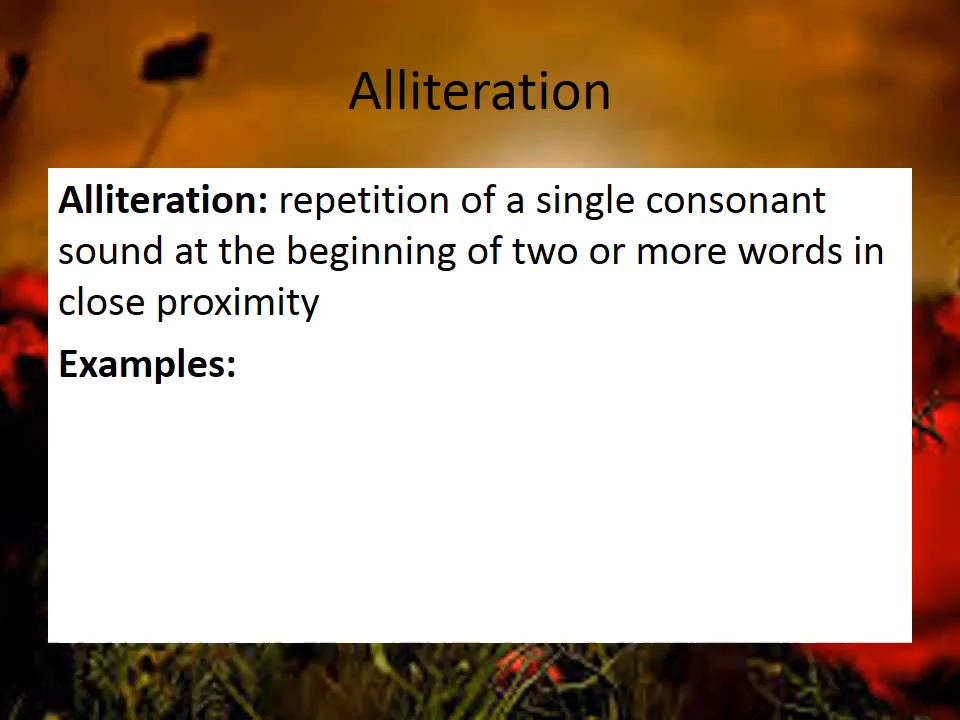 Alliteration
Alliteration: repetition of a single consonant
sound at the beginning of two or more words in
close proximity
Examples: